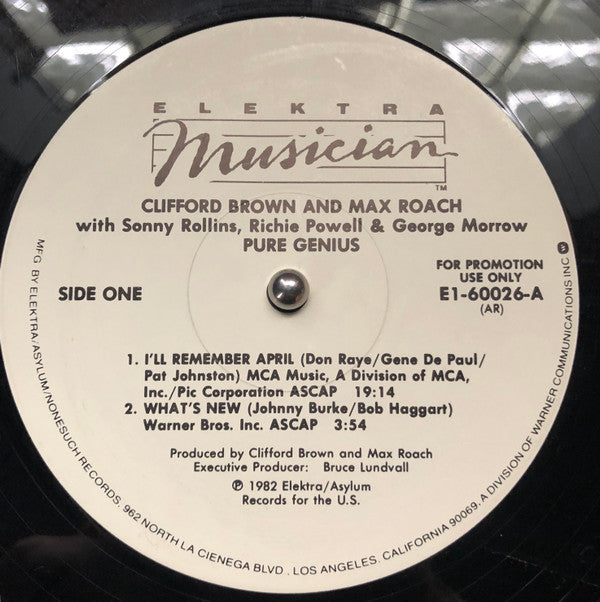 ELEKTRA
Musician
TM
CLIFFORD BROWN AND MAX ROACH
with Sonny Rollins, Richie Powell & George Morrow
PURE GENIUS
FOR PROMOTION
USE ONLY
SIDE ONE
E1-60026-A
(AR)
1. I'LL REMEMBER APRIL (Don Raye/Gene De Paul/
Pat Johnston) MCA Music, A Division of MCA,
Inc./Pic Corporation ASCAP 19:14
2. WHAT'S NEW (Johnny Burke/Bob Haggart)
Warner Bros. Inc. ASCAP 3:54
Produced by Clifford Brown and Max Roach
Executive Producer: Bruce Lundvall
℗ 1982 Elektra/Asylum
Records for the U.S.
MFG. BY ELEKTRA/ASYLUM/NONESUCH RECORDS. 962 NORTH LA CIENEGA BLVD. LOS ANGELES. CALIFORNIA 90069. A DIVISION OF WARNER COMMUNICATIONS INC